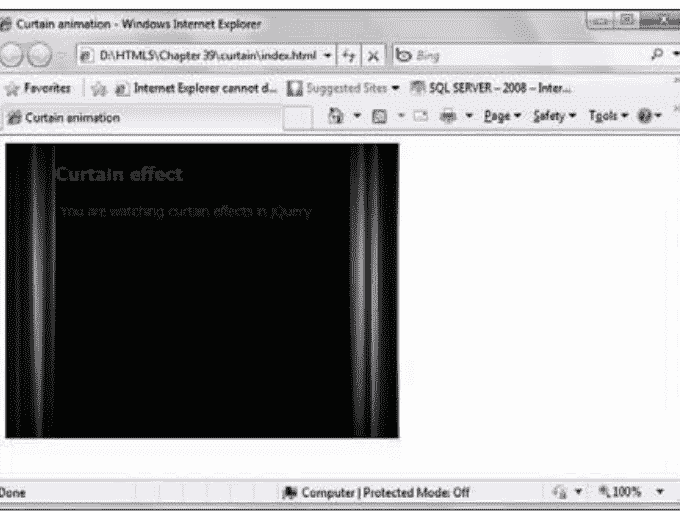 Curtain animation - Windows Internet Explorer
D:\HTML5\Chapter 39\curtain\index.html
Bing
Favorites Internet Explorer cannot d... Suggested Sites SQL SERVER – 2008 – Inter...
Curtain animation Page Safety Tools
Curtain effect
You are watching curtain effects in jQuery
Done Computer | Protected Mode: Off 100%